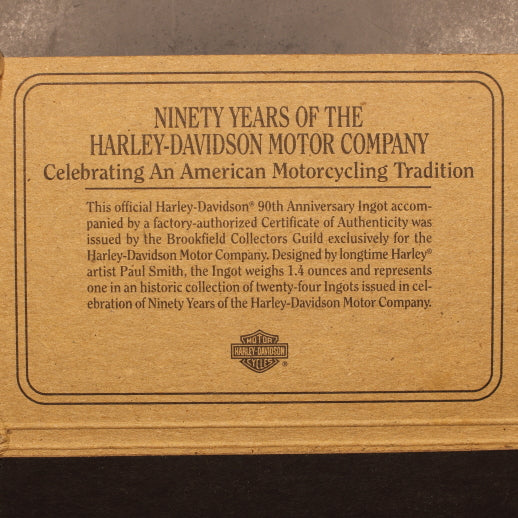 NINETY YEARS OF THE
HARLEY-DAVIDSON MOTOR COMPANY
Celebrating An American Motorcycling Tradition
This official Harley-Davidson® 90th Anniversary Ingot accom-
panied by a factory-authorized Certificate of Authenticity was
issued by the Brookfield Collectors Guild exclusively for the
Harley-Davidson Motor Company. Designed by longtime Harley®
artist Paul Smith, the Ingot weighs 1.4 ounces and represents
one in an historic collection of twenty-four Ingots issued in cel-
ebration of Ninety Years of the Harley-Davidson Motor Company.
MOTOR
HARLEY-DAVIDSON
CYCLES ®